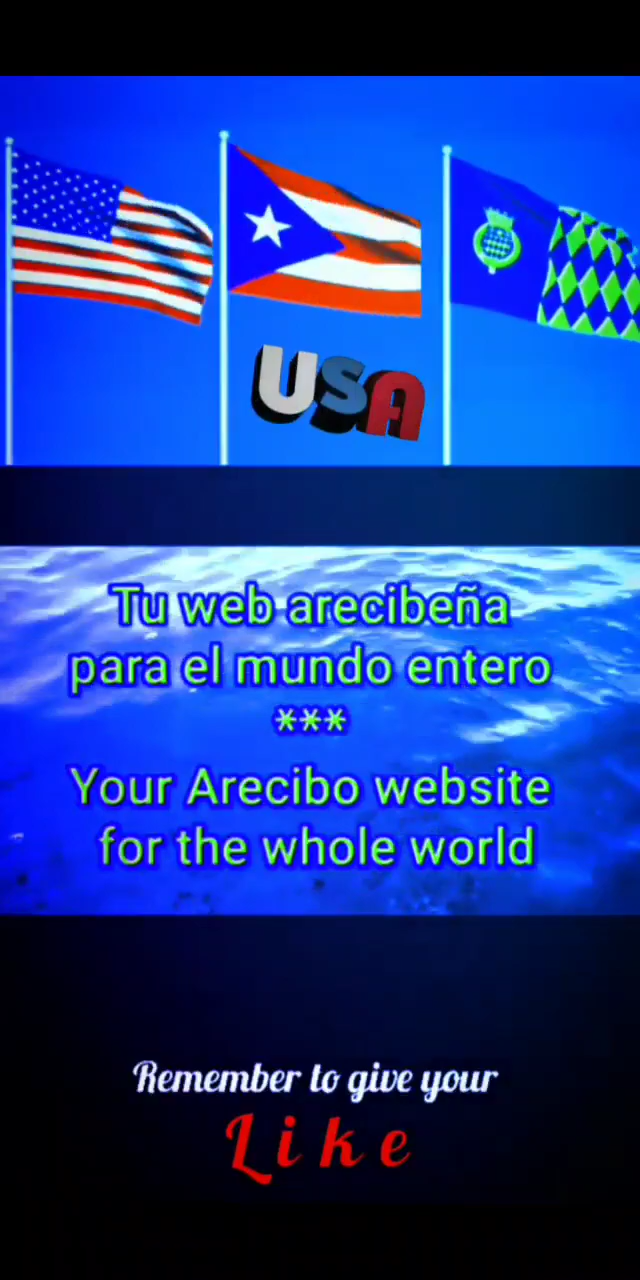 USA
Tu web arecibeña
para el mundo entero
***
Your Arecibo website
for the whole world
Remember to give your
Like